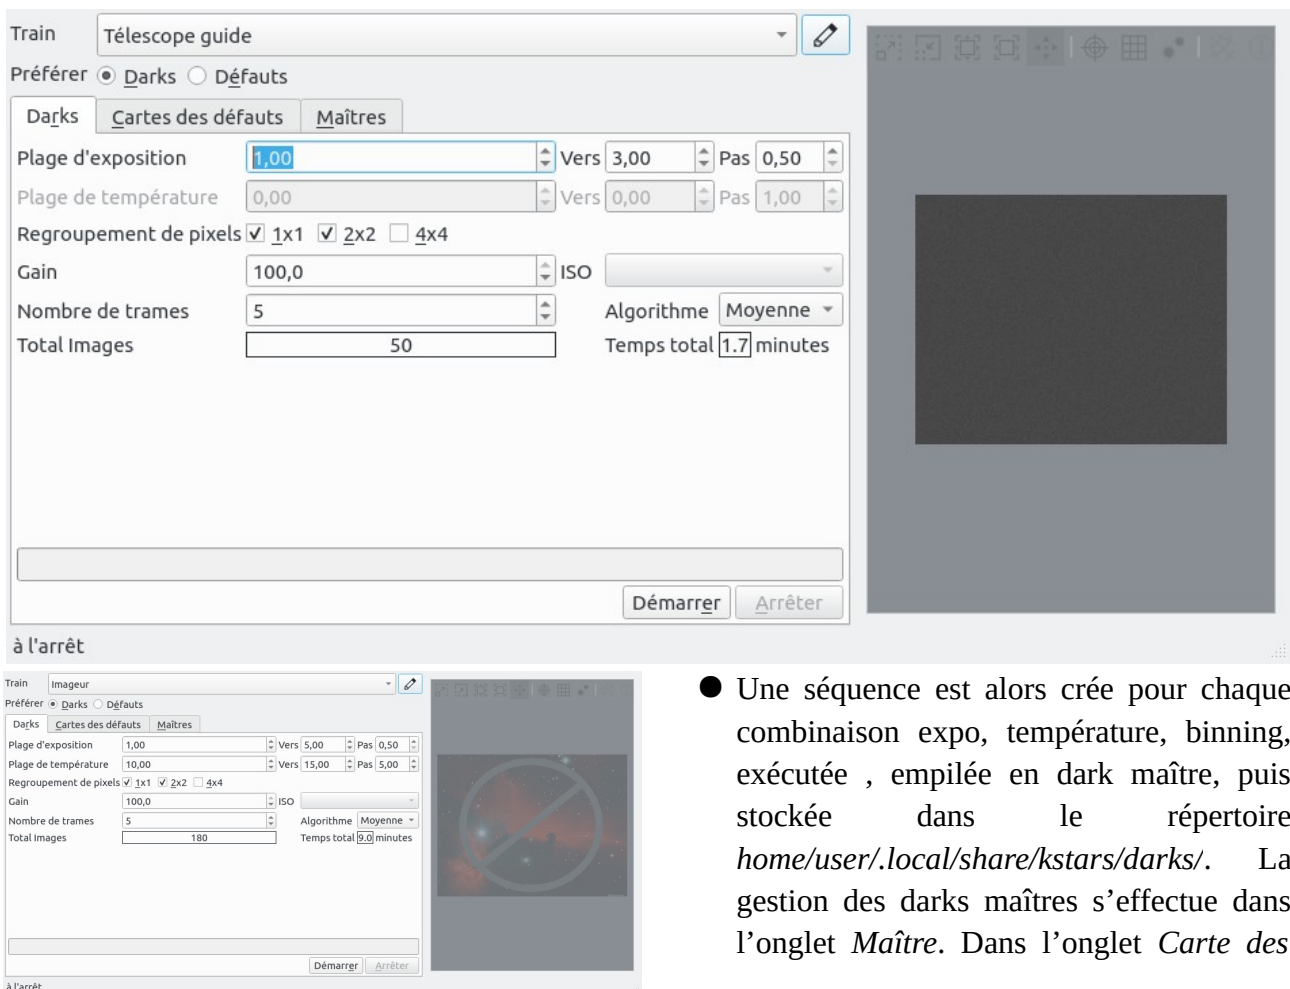 Train Télescope guide
Préférer Darks Défauts
Darks Cartes des défauts Maîtres
Plage d'exposition 1,00 Vers 3,00 Pas 0,50
Plage de température 0,00 Vers 0,00 Pas 1,00
Regroupement de pixels 1x1 2x2 4x4
Gain 100,0 ISO
Nombre de trames 5 Algorithme Moyenne
Total Images 50 Temps total 1.7 minutes
Démarrer Arrêter
à l'arrêt
Train Imageur
Préférer Darks Défauts
Darks Cartes des défauts Maîtres
Plage d'exposition 1,00 Vers 5,00 Pas 0,50
Plage de température 10,00 Vers 15,00 Pas 5,00
Regroupement de pixels 1x1 2x2 4x4
Gain 100,0 ISO
Nombre de trames 5 Algorithme Moyenne
Total Images 180 Temps total 9.0 minutes
Démarrer Arrêter
à l'arrêt
● Une séquence est alors crée pour chaque
combinaison expo, température, binning,
exécutée , empilée en dark maître, puis
stockée dans le répertoire
home/user/.local/share/kstars/darks/. La
gestion des darks maîtres s’effectue dans
l’onglet Maître. Dans l’onglet Carte des